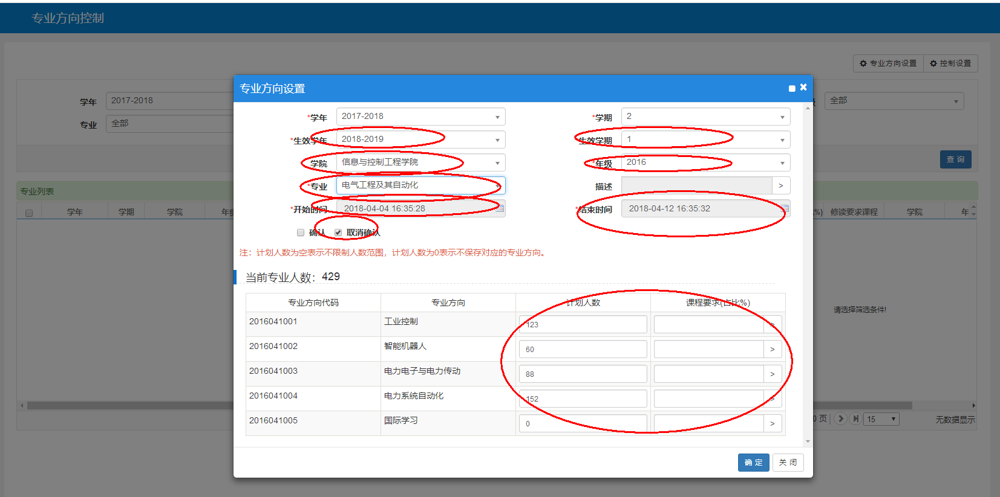 专业方向控制
专业方向设置 控制设置
学年 2017-2018
全部
专业 全部
查 询
专业列表
学年 学期 学院
%) 修读要求课程 学院 年
请选择筛选条件!
0 页 15 无数据显示
专业方向设置
*学年 2017-2018 *学期 2
*生效学年 2018-2019 *生效学期 1
学院 信息与控制工程学院 *年级 2016
*专业 电气工程及其自动化 描述 >
*开始时间 2018-04-04 16:35:28 *结束时间 2018-04-12 16:35:32
确认 取消确认
注：计划人数为空表示不限制人数范围，计划人数为0表示不保存对应的专业方向。
当前专业人数：429
专业方向代码 专业方向 计划人数 课程要求(占比%)
2016041001 工业控制 123 >
2016041002 智能机器人 60 >
2016041003 电力电子与电力传动 88 >
2016041004 电力系统自动化 152 >
2016041005 国际学习 0 >
确 定 关 闭